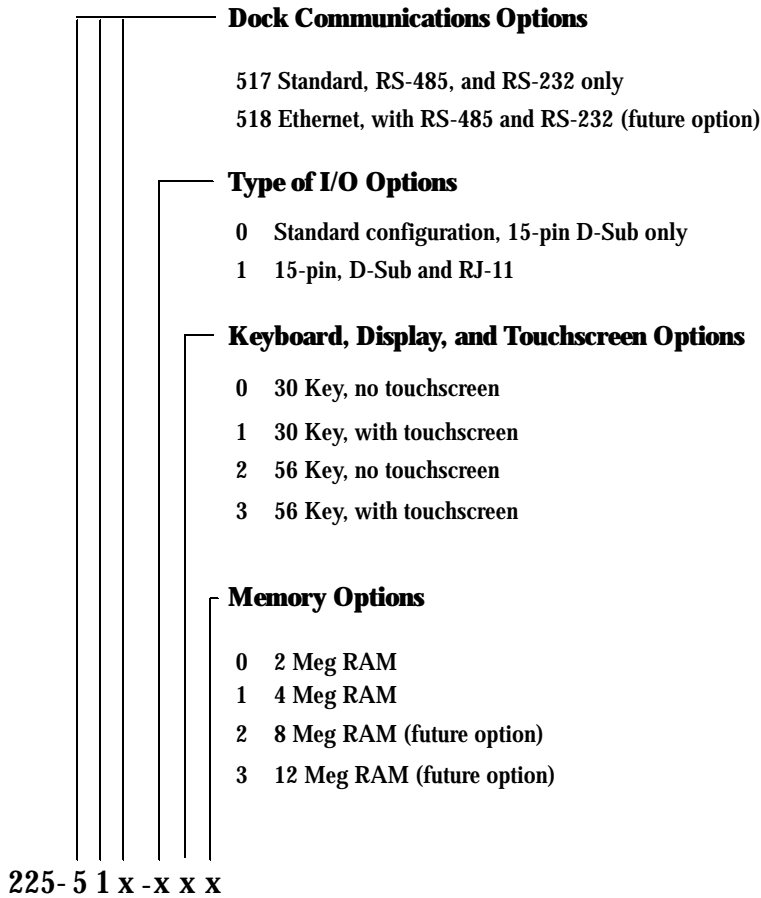 Dock Communications Options
517 Standard, RS-485, and RS-232 only
518 Ethernet, with RS-485 and RS-232 (future option)
Type of I/O Options
0 Standard configuration, 15-pin D-Sub only
1 15-pin, D-Sub and RJ-11
Keyboard, Display, and Touchscreen Options
0 30 Key, no touchscreen
1 30 Key, with touchscreen
2 56 Key, no touchscreen
3 56 Key, with touchscreen
Memory Options
0 2 Meg RAM
1 4 Meg RAM
2 8 Meg RAM (future option)
3 12 Meg RAM (future option)
225- 5 1 x -x x x